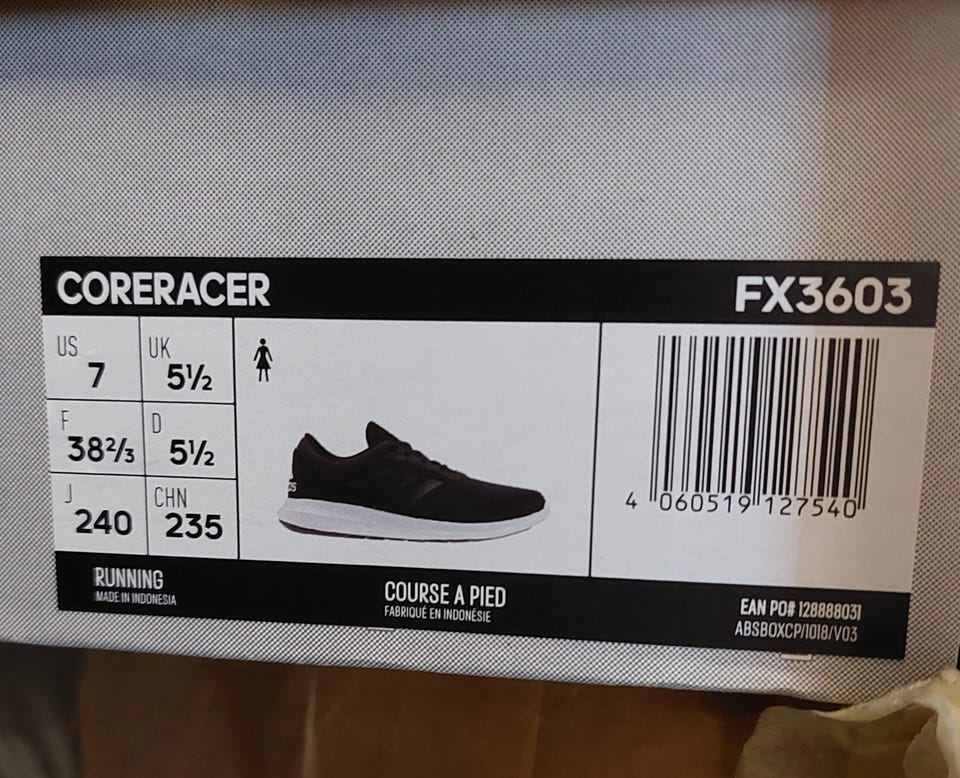 CORERACER FX3603
US 7 UK 5½
F 38⅔ D 5½
J 240 CHN 235
4 060519 127540
RUNNING
MADE IN INDONESIA
COURSE A PIED
FABRIQUÉ EN INDONÉSIE
EAN PO# 128888031
ABSBOXCP/1018/V03